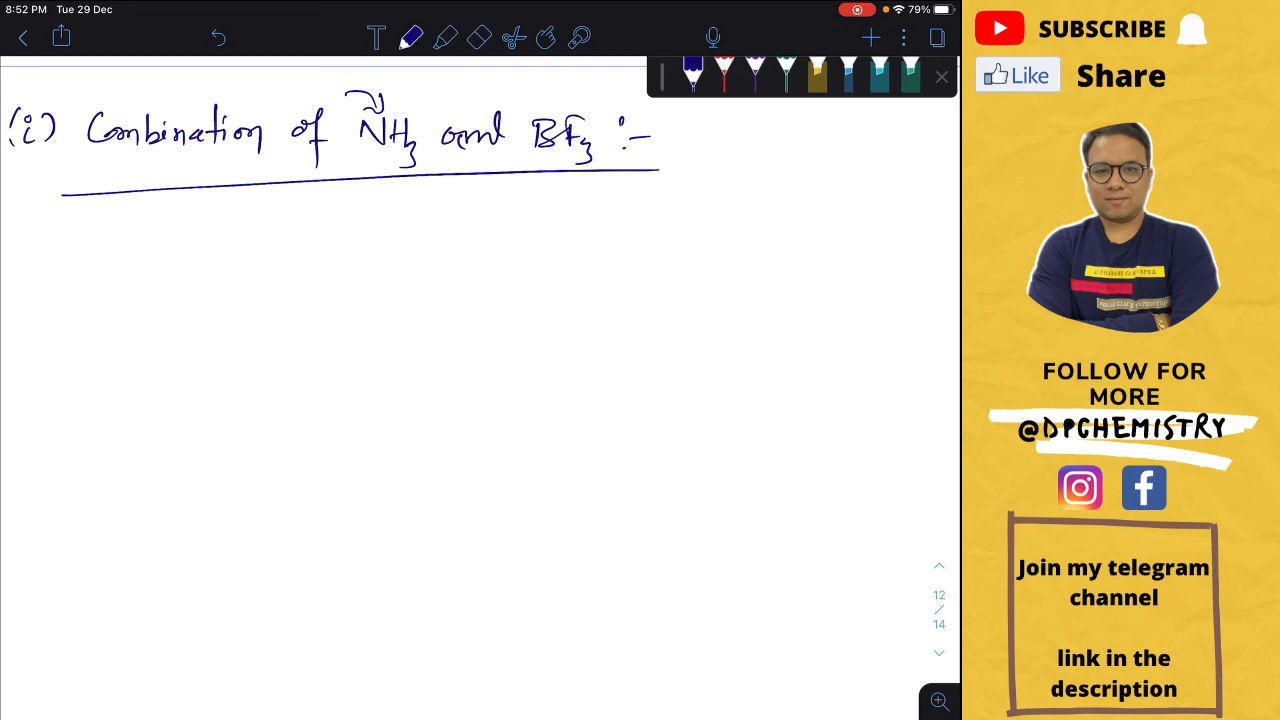 8:52 PM Tue 29 Dec
79%
(i) Combination of NH3 and BF3 :-
12
/
14
SUBSCRIBE
Like Share
FOLLOW FOR
MORE
@DPCHEMISTRY
Join my telegram
channel
link in the
description